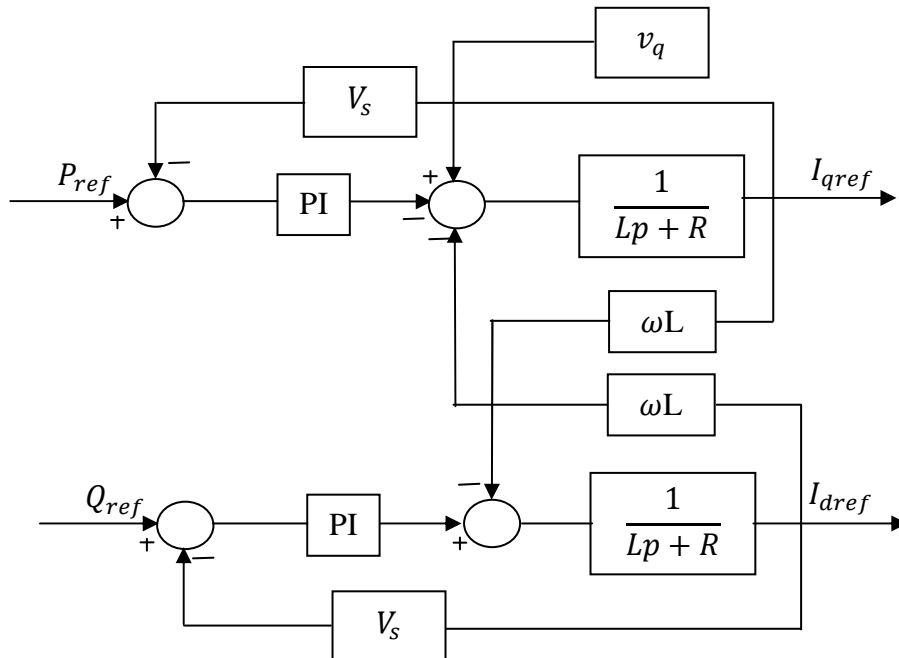 v_q
V_s
−
P_ref
+
PI
+
−
−
1
Lp + R
I_qref
ωL
ωL
−
Q_ref
+
−
PI
+
1
Lp + R
I_dref
V_s